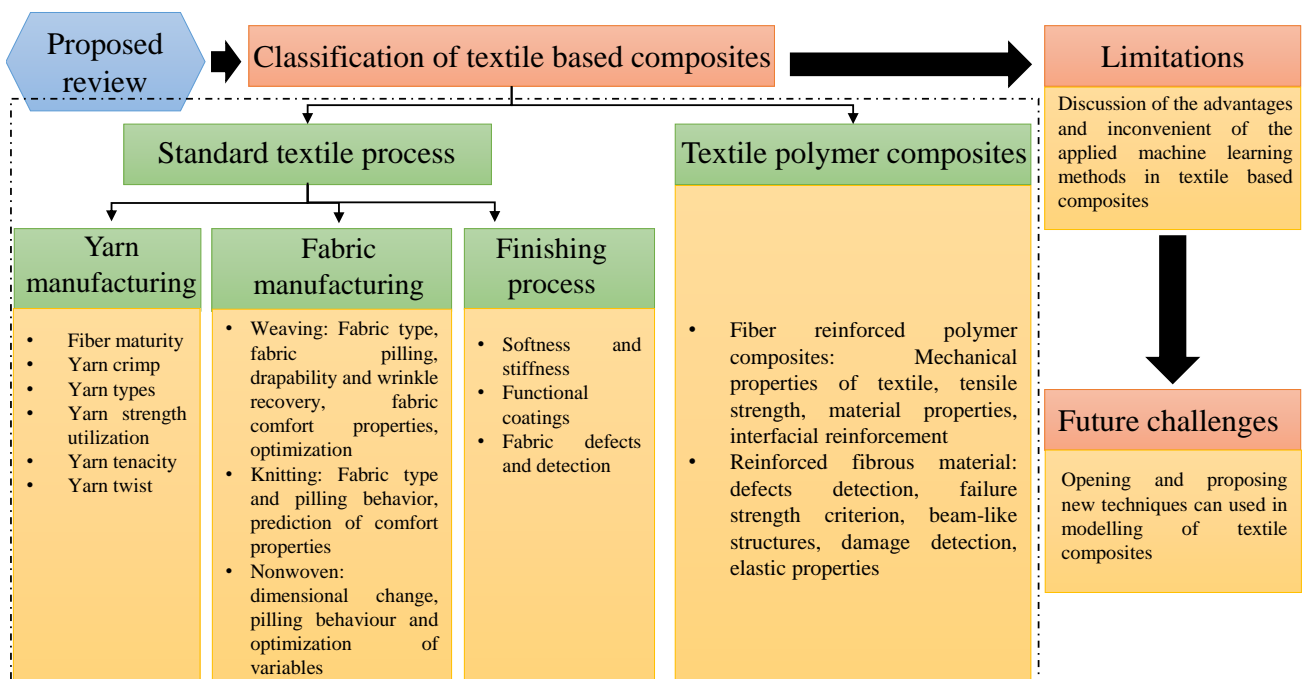 Proposed
review
Classification of textile based composites
Limitations
Discussion of the advantages
and inconvenient of the
applied machine learning
methods in textile based
composites
Standard textile process
Textile polymer composites
Yarn
manufacturing
• Fiber maturity
• Yarn crimp
• Yarn types
• Yarn strength
utilization
• Yarn tenacity
• Yarn twist
Fabric
manufacturing
• Weaving: Fabric type,
fabric pilling,
drapability and wrinkle
recovery, fabric
comfort properties,
optimization
• Knitting: Fabric type
and pilling behavior,
prediction of comfort
properties
• Nonwoven:
dimensional change,
pilling behaviour and
optimization of
variables
Finishing
process
• Softness and
stiffness
• Functional
coatings
• Fabric defects
and detection
• Fiber reinforced polymer
composites: Mechanical
properties of textile, tensile
strength, material properties,
interfacial reinforcement
• Reinforced fibrous material:
defects detection, failure
strength criterion, beam-like
structures, damage detection,
elastic properties
Future challenges
Opening and proposing
new techniques can used in
modelling of textile
composites